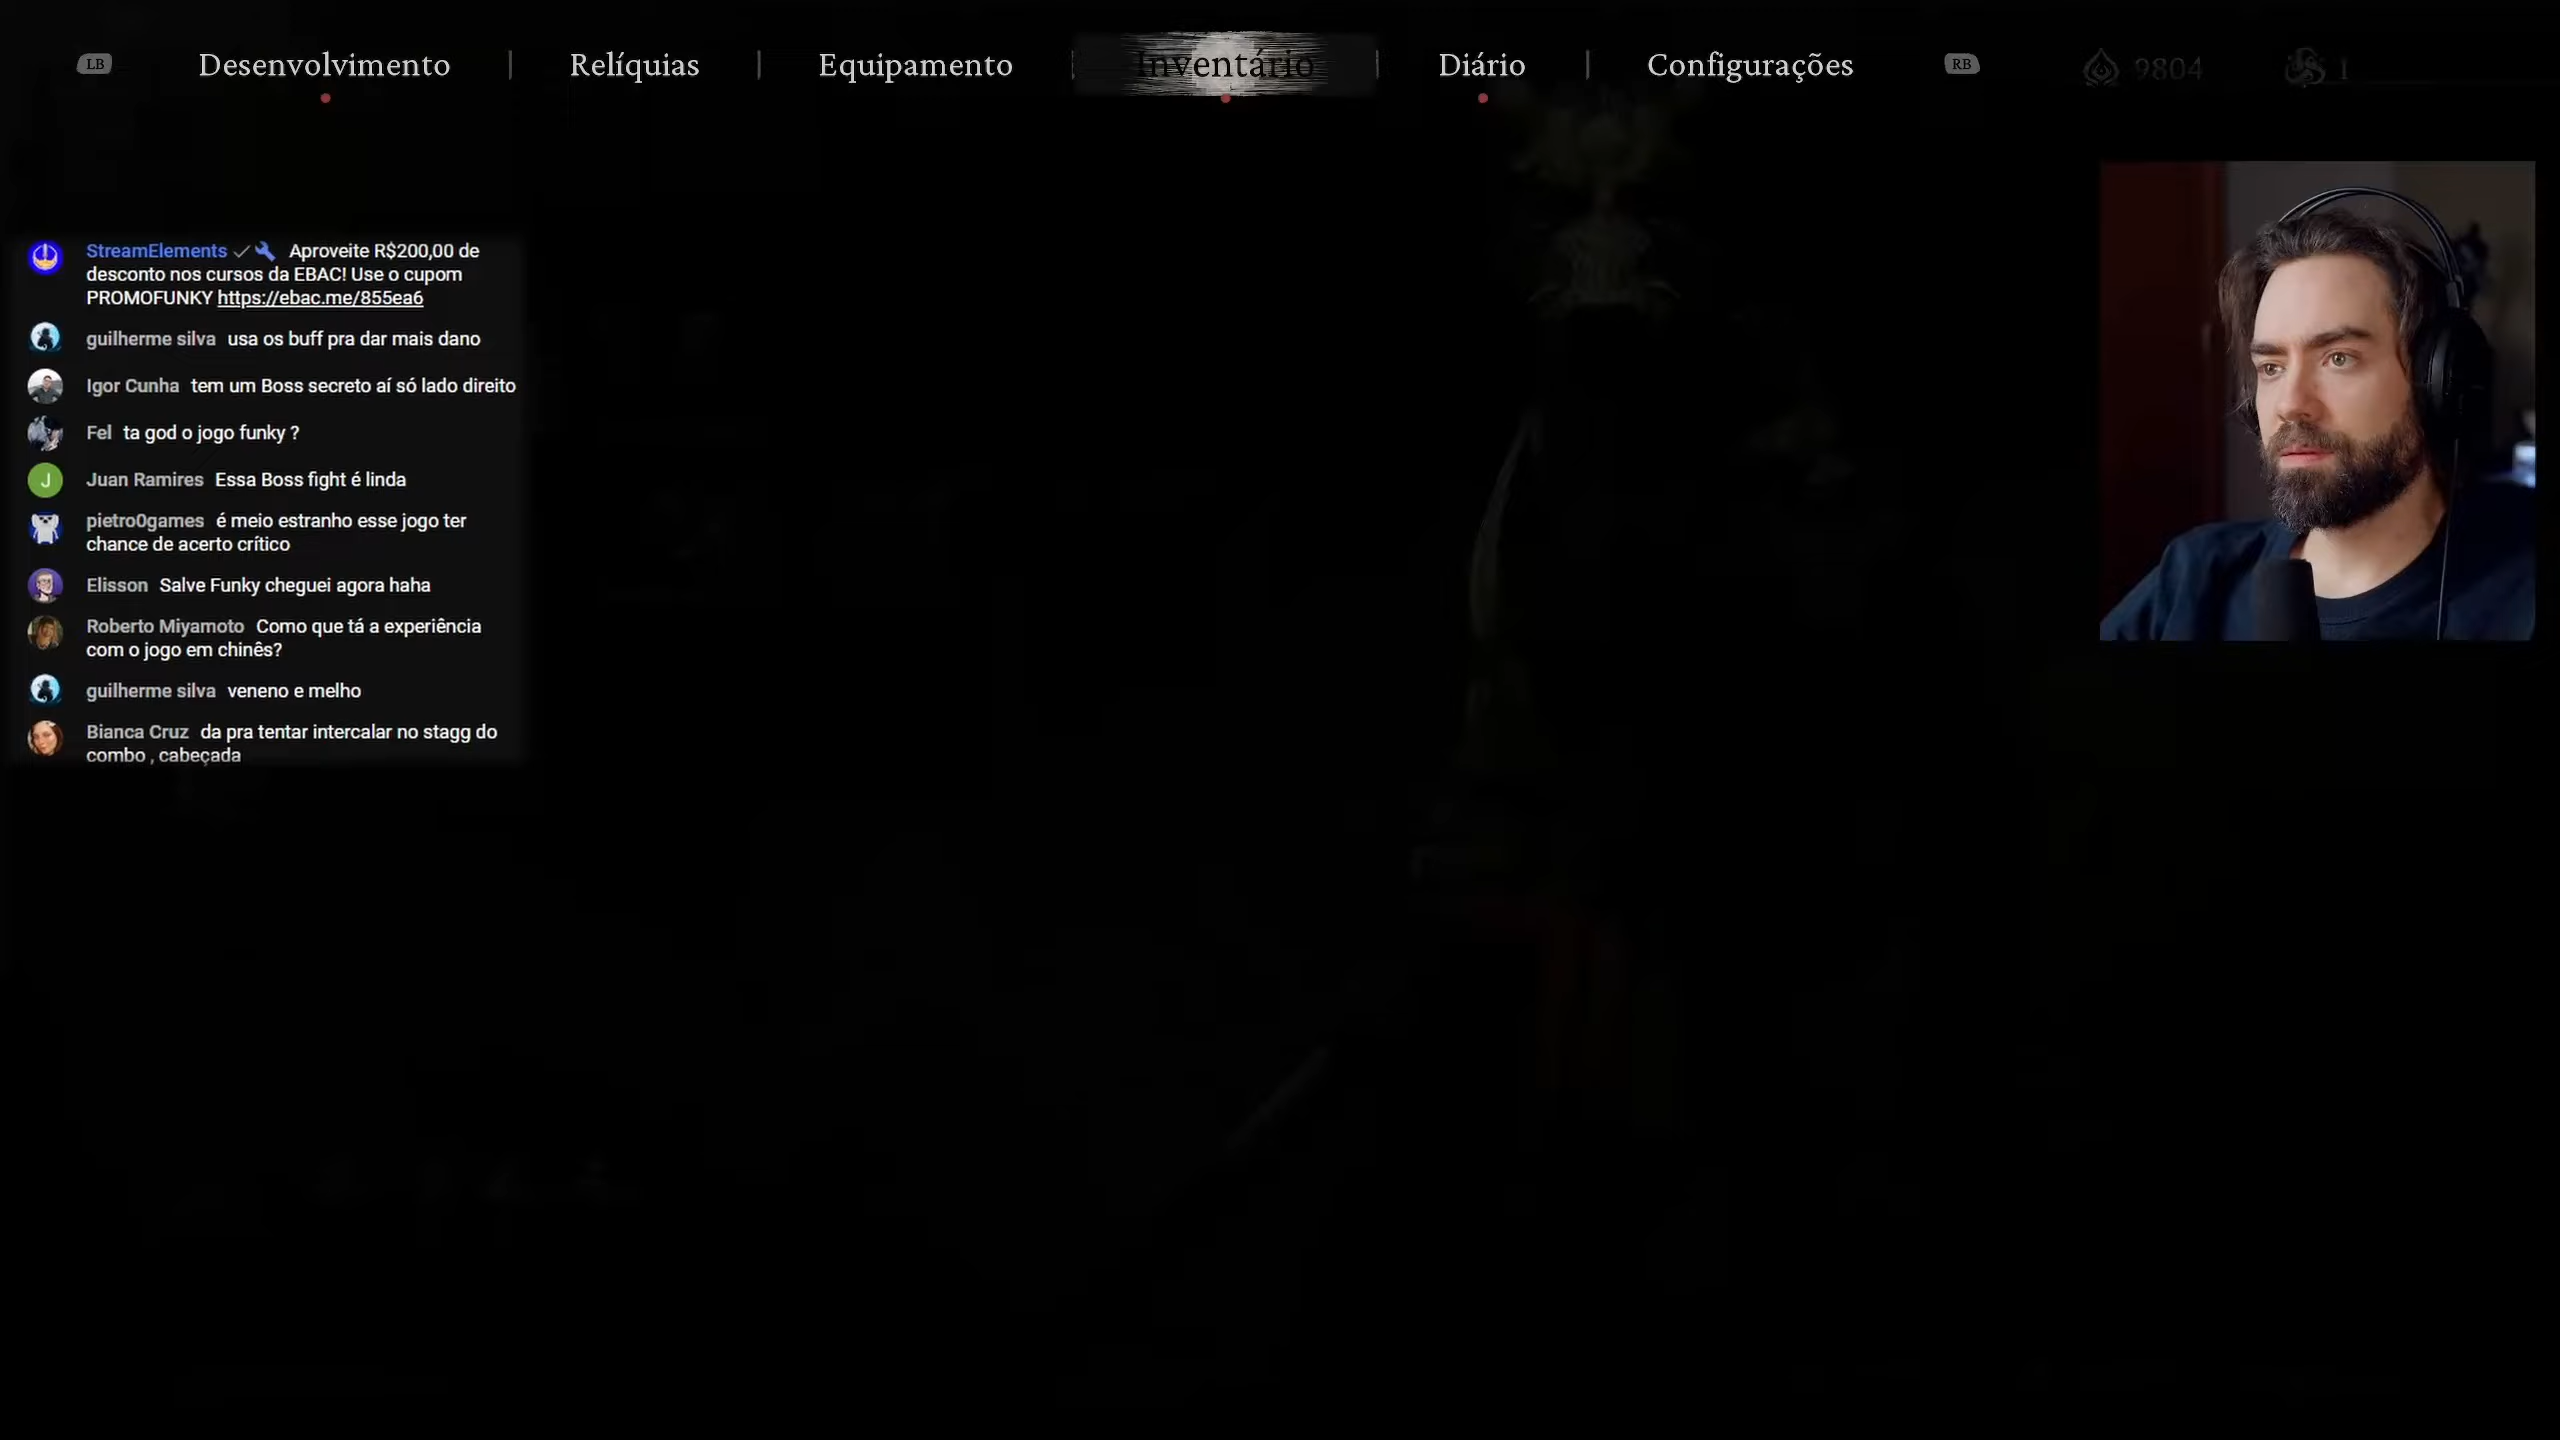 LB Desenvolvimento Relíquias Equipamento Inventário Diário Configurações RB 9804 1
StreamElements Aproveite R$200,00 de
desconto nos cursos da EBAC! Use o cupom
PROMOFUNKY https://ebac.me/855ea6
guilherme silva usa os buff pra dar mais dano
Igor Cunha tem um Boss secreto aí só lado direito
Fel ta god o jogo funky ?
J Juan Ramires Essa Boss fight é linda
pietro0games é meio estranho esse jogo ter
chance de acerto crítico
Elisson Salve Funky cheguei agora haha
Roberto Miyamoto Como que tá a experiência
com o jogo em chinês?
guilherme silva veneno e melho
Bianca Cruz da pra tentar intercalar no stagg do
combo , cabeçada